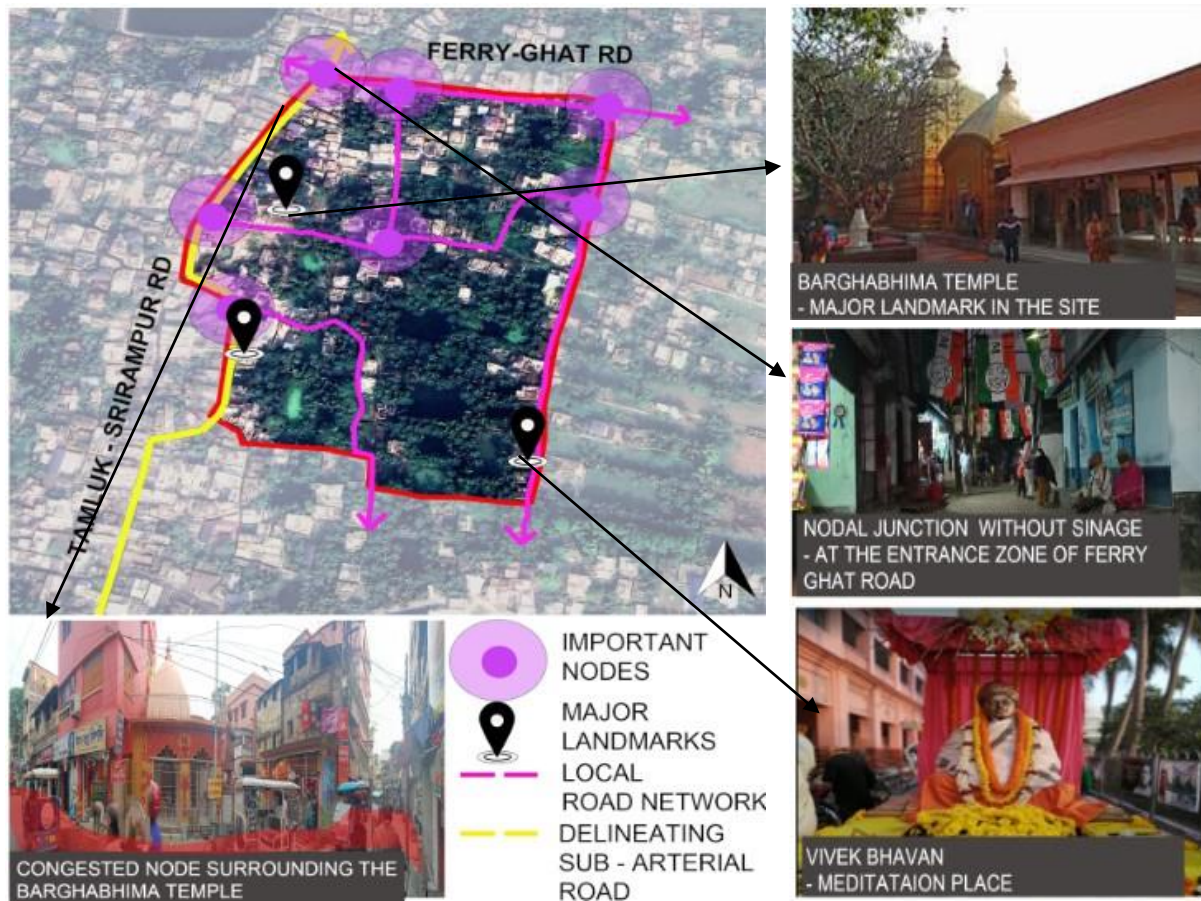 FERRY-GHAT RD
TAMLUK - SRIRAMPUR RD
N
BARGHABHIMA TEMPLE
- MAJOR LANDMARK IN THE SITE
NODAL JUNCTION WITHOUT SINAGE
- AT THE ENTRANCE ZONE OF FERRY
GHAT ROAD
VIVEK BHAVAN
- MEDITATAION PLACE
CONGESTED NODE SURROUNDING THE
BARGHABHIMA TEMPLE
IMPORTANT
NODES
MAJOR
LANDMARKS
LOCAL
ROAD NETWORK
DELINEATING
SUB - ARTERIAL
ROAD